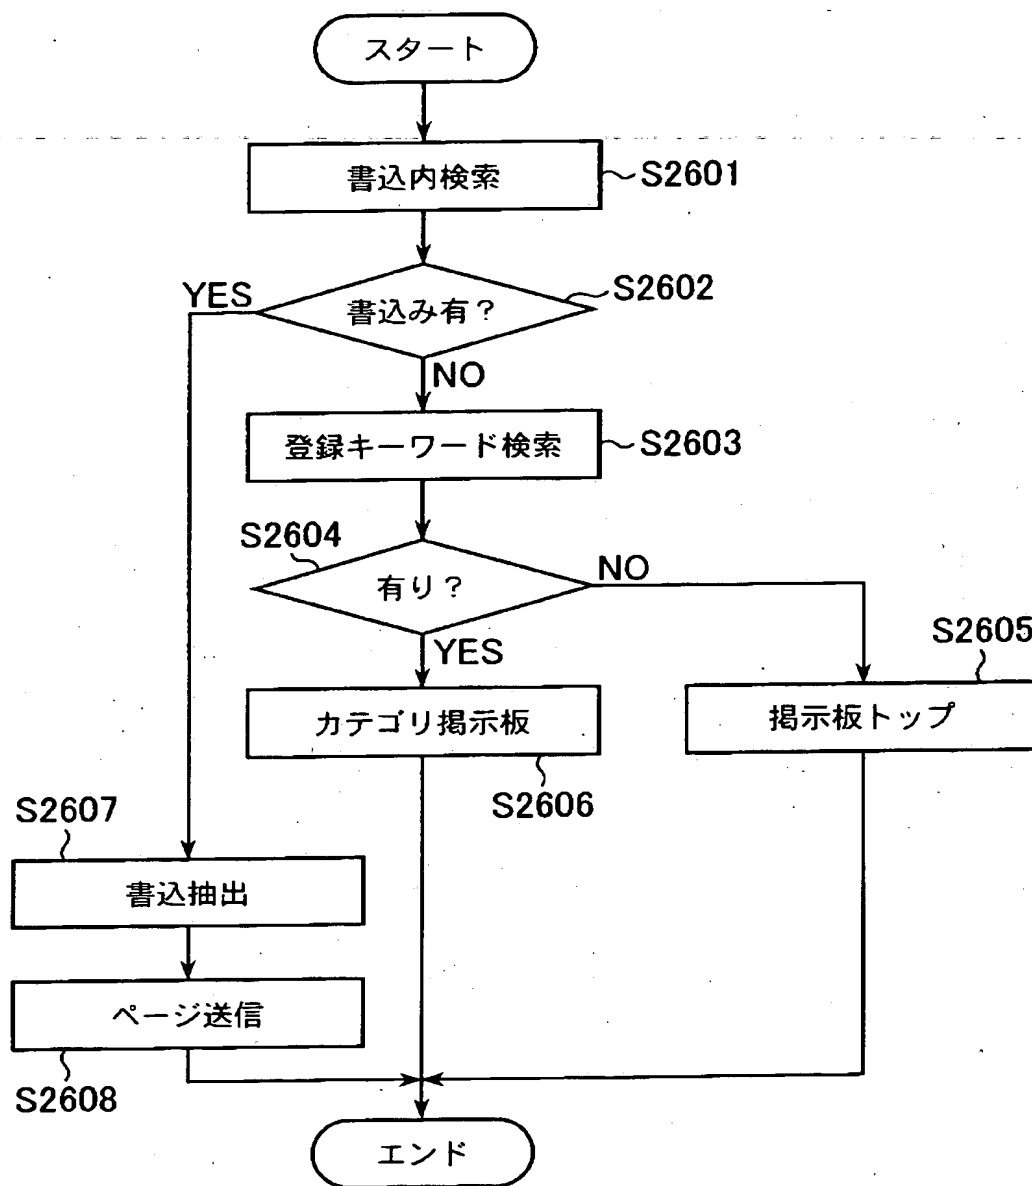 スタート
書込内検索
S2601
書込み有？
S2602
YES
NO
登録キーワード検索
S2603
S2604
有り？
NO
YES
S2605
カテゴリ掲示板
掲示板トップ
S2606
S2607
書込抽出
ページ送信
S2608
エンド